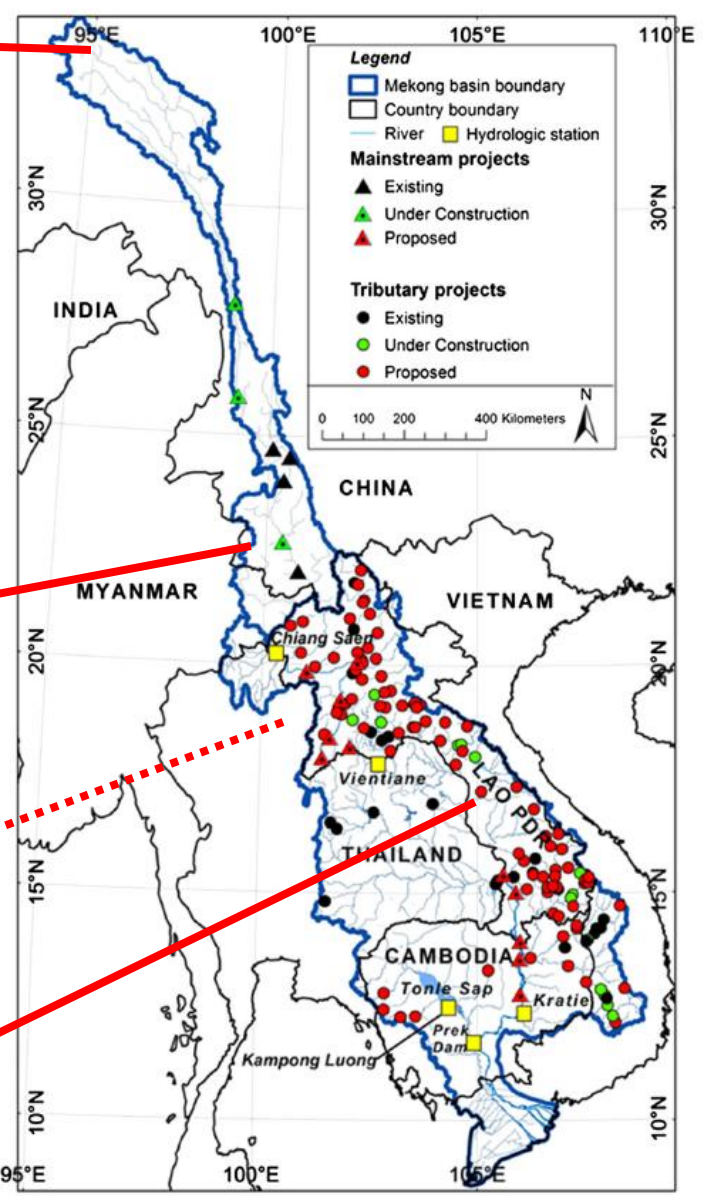 95°E 100°E 105°E 110°E
Legend
Mekong basin boundary
Country boundary
River Hydrologic station
Mainstream projects
Existing
Under Construction
Proposed
Tributary projects
Existing
Under Construction
Proposed
N
0 100 200 400 Kilometers
30°N 30°N
INDIA
25°N 25°N
CHINA
MYANMAR
VIETNAM
Chiang Saen
20°N 20°N
Vientiane
LAO PDR
THAILAND
15°N 15°N
CAMBODIA
Tonle Sap
Kratie
Prek
Dam
Kampong Luong
10°N 10°N
95°E 100°E 105°E